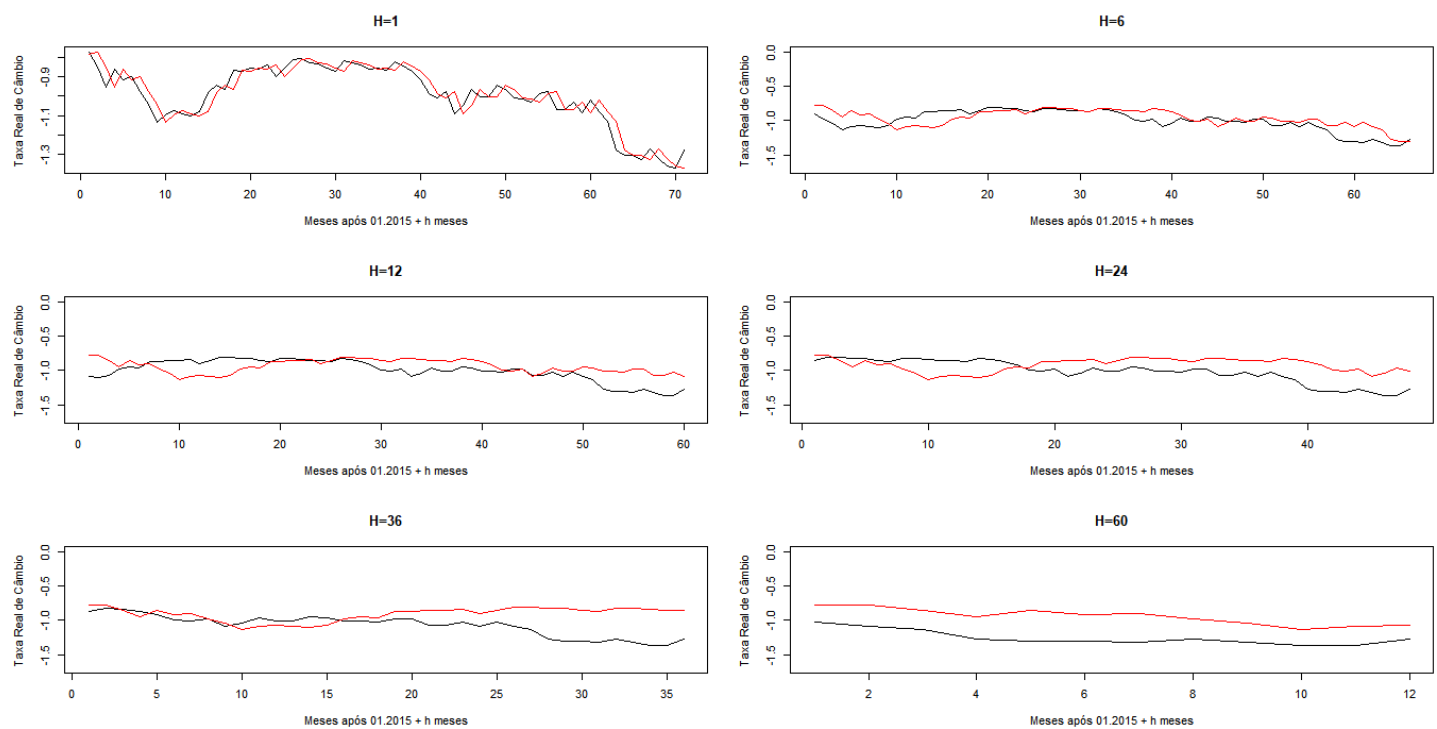 H=1
Taxa Real de Câmbio
-0.9
-1.1
-1.3
0 10 20 30 40 50 60 70
Meses após 01.2015 + h meses
H=6
Taxa Real de Câmbio
0.0
-0.5
-1.0
-1.5
0 10 20 30 40 50 60
Meses após 01.2015 + h meses
H=12
Taxa Real de Câmbio
0.0
-0.5
-1.0
-1.5
0 10 20 30 40 50 60
Meses após 01.2015 + h meses
H=24
Taxa Real de Câmbio
0.0
-0.5
-1.0
-1.5
0 10 20 30 40
Meses após 01.2015 + h meses
H=36
Taxa Real de Câmbio
0.0
-0.5
-1.0
-1.5
0 5 10 15 20 25 30 35
Meses após 01.2015 + h meses
H=60
Taxa Real de Câmbio
0.0
-0.5
-1.0
-1.5
2 4 6 8 10 12
Meses após 01.2015 + h meses